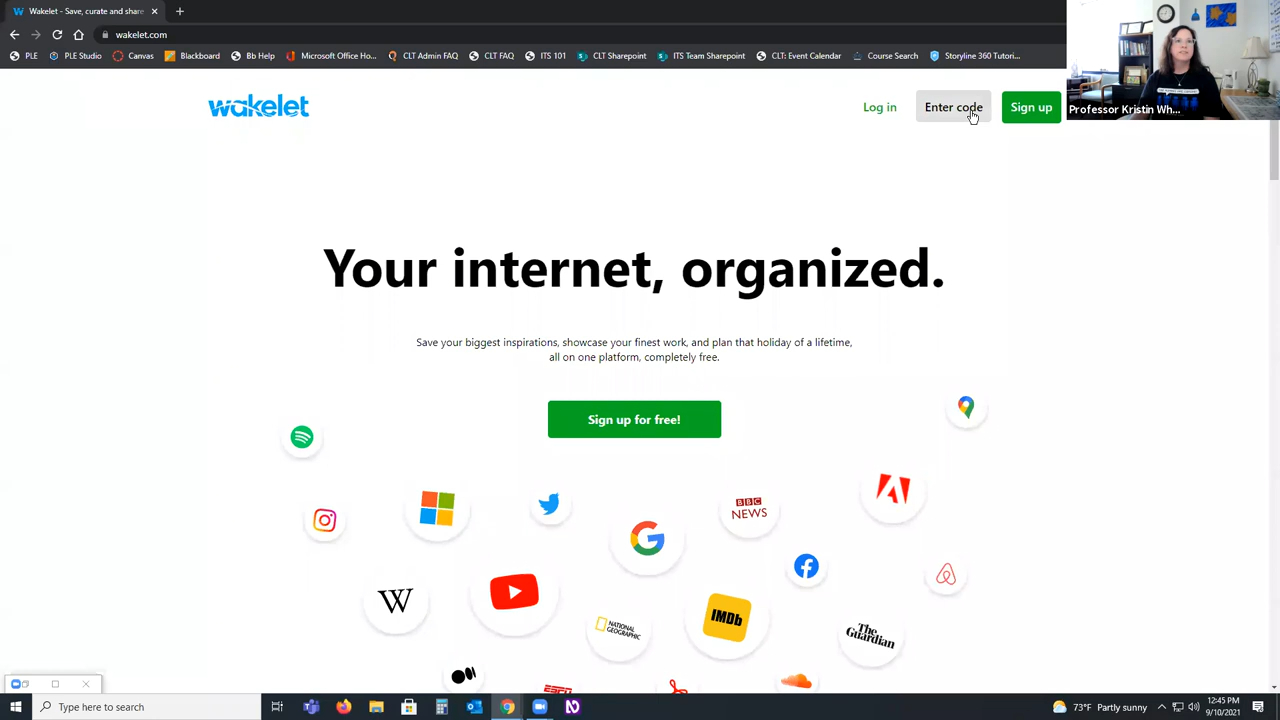 Wakelet - Save, curate and share
wakelet.com
PLE
PLE Studio
Canvas
Blackboard
Bb Help
Microsoft Office Ho...
CLT Admin FAQ
CLT FAQ
ITS 101
CLT Sharepoint
ITS Team Sharepoint
CLT: Event Calendar
Course Search
Storyline 360 Tutori...
wakelet
Log in
Enter code
Sign up
Professor Kristin Wh...
Your internet, organized.
Save your biggest inspirations, showcase your finest work, and plan that holiday of a lifetime,
all on one platform, completely free.
Sign up for free!
BBC
NEWS
W
IMDb
NATIONAL
GEOGRAPHIC
The
Guardian
ESPN
Type here to search
73°F Partly sunny
12:45 PM
9/10/2021